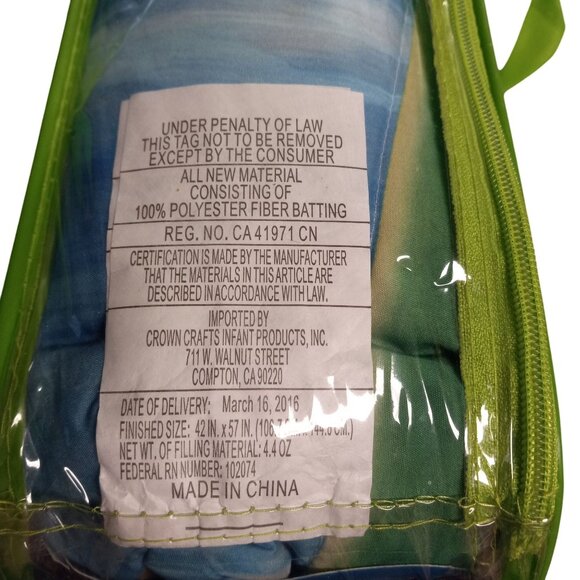 UNDER PENALTY OF LAW
THIS TAG NOT TO BE REMOVED
EXCEPT BY THE CONSUMER
ALL NEW MATERIAL
CONSISTING OF
100% POLYESTER FIBER BATTING
REG. NO. CA 41971 CN
CERTIFICATION IS MADE BY THE MANUFACTURER
THAT THE MATERIALS IN THIS ARTICLE ARE
DESCRIBED IN ACCORDANCE WITH LAW.
IMPORTED BY
CROWN CRAFTS INFANT PRODUCTS, INC.
711 W. WALNUT STREET
COMPTON, CA 90220
DATE OF DELIVERY: March 16, 2016
FINISHED SIZE: 42 IN. X 57 IN.
NET WT. OF FILLING MATERIAL: 4.4 OZ
FEDERAL RN NUMBER: 102074
MADE IN CHINA